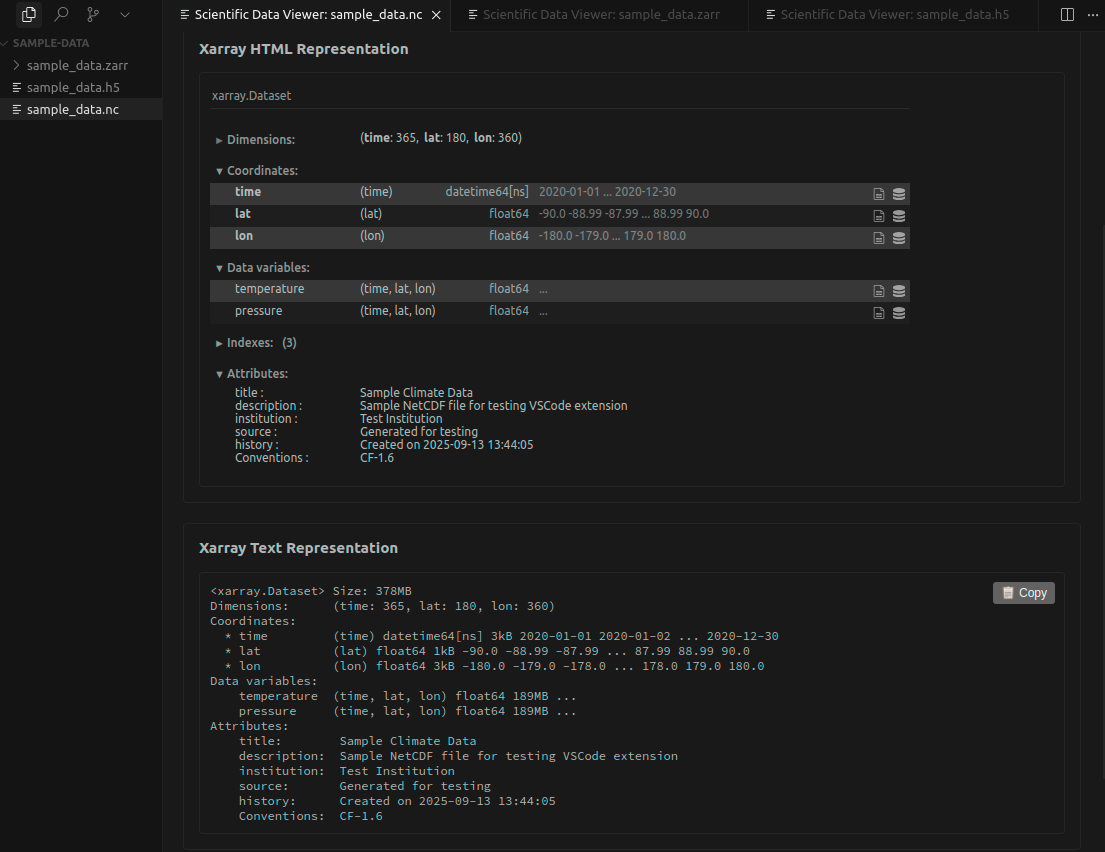 Scientific Data Viewer: sample_data.nc
Scientific Data Viewer: sample_data.zarr
Scientific Data Viewer: sample_data.h5
SAMPLE-DATA
sample_data.zarr
sample_data.h5
sample_data.nc
Xarray HTML Representation
xarray.Dataset
Dimensions: (time: 365, lat: 180, lon: 360)
Coordinates:
time (time) datetime64[ns] 2020-01-01 ... 2020-12-30
lat (lat) float64 -90.0 -88.99 -87.99 ... 88.99 90.0
lon (lon) float64 -180.0 -179.0 ... 179.0 180.0
Data variables:
temperature (time, lat, lon) float64 ...
pressure (time, lat, lon) float64 ...
Indexes: (3)
Attributes:
title : Sample Climate Data
description : Sample NetCDF file for testing VSCode extension
institution : Test Institution
source : Generated for testing
history : Created on 2025-09-13 13:44:05
Conventions : CF-1.6
Xarray Text Representation
Copy
<xarray.Dataset> Size: 378MB
Dimensions: (time: 365, lat: 180, lon: 360)
Coordinates:
* time (time) datetime64[ns] 3kB 2020-01-01 2020-01-02 ... 2020-12-30
* lat (lat) float64 1kB -90.0 -88.99 -87.99 ... 87.99 88.99 90.0
* lon (lon) float64 3kB -180.0 -179.0 -178.0 ... 178.0 179.0 180.0
Data variables:
temperature (time, lat, lon) float64 189MB ...
pressure (time, lat, lon) float64 189MB ...
Attributes:
title: Sample Climate Data
description: Sample NetCDF file for testing VSCode extension
institution: Test Institution
source: Generated for testing
history: Created on 2025-09-13 13:44:05
Conventions: CF-1.6